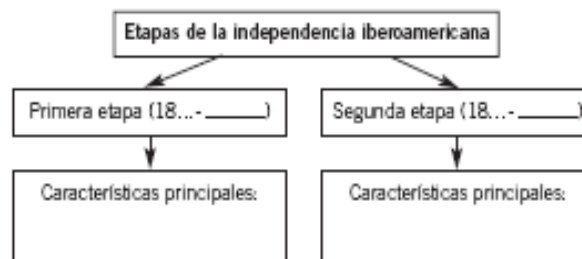 Etapas de la independencia iberoamericana
Primera etapa (18...-______)
Segunda etapa (18...-______)
Características principales:
Características principales: